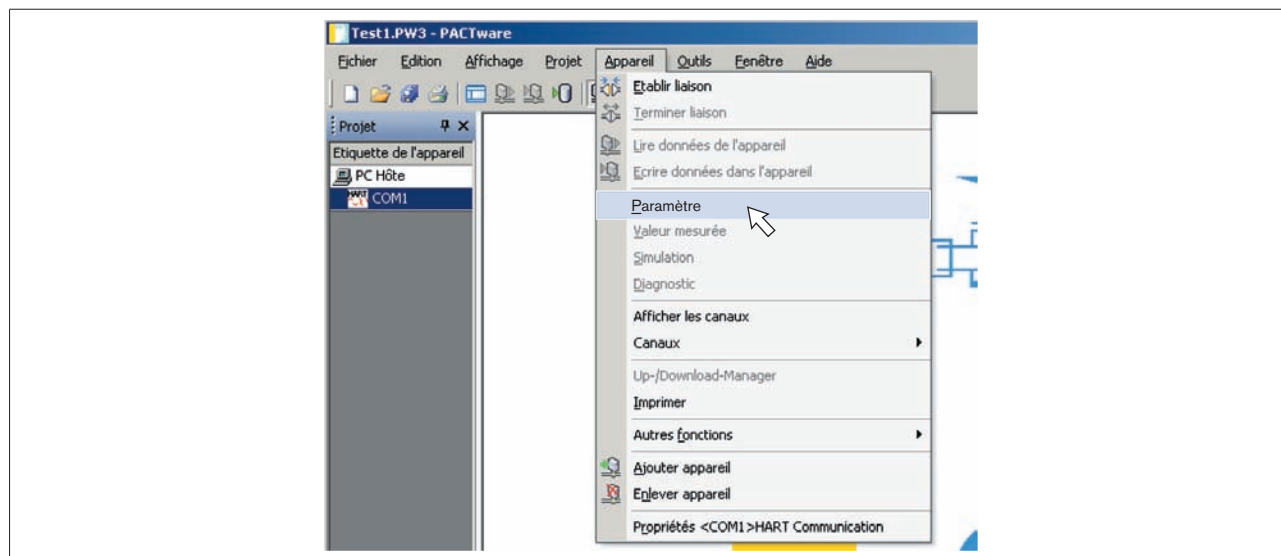 Test1.PW3 - PACTware
Fichier Edition Affichage Projet Appareil Outils Fenêtre Aide
Projet
Etiquette de l'appareil
PC Hôte
HART COM1
Etablir liaison
Terminer liaison
Lire données de l'appareil
Ecrire données dans l'appareil
Paramètre
Valeur mesurée
Simulation
Diagnostic
Afficher les canaux
Canaux
Up-/Download-Manager
Imprimer
Autres fonctions
Ajouter appareil
Enlever appareil
Propriétés <COM1>HART Communication